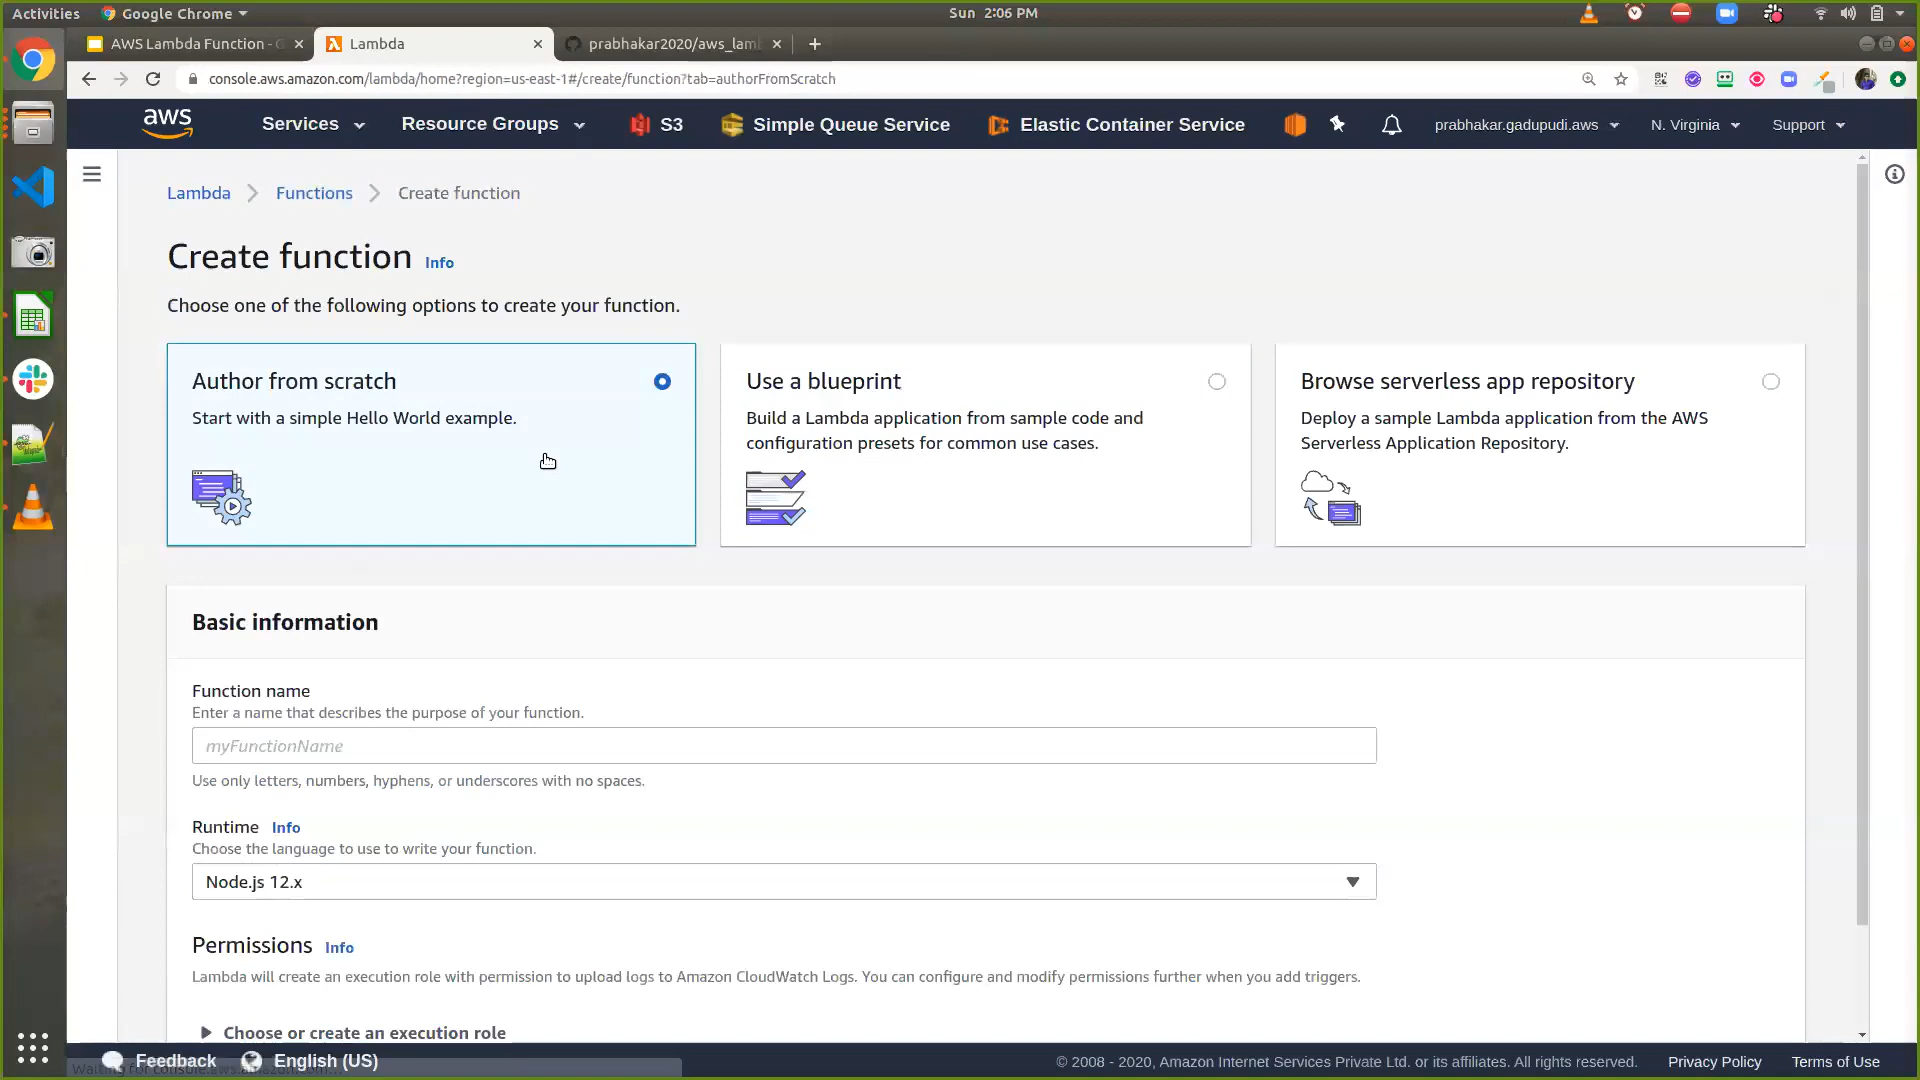 Activities
Google Chrome
Sun 2:06 PM
AWS Lambda Function -
Lambda
prabhakar2020/aws_lam
console.aws.amazon.com/lambda/home?region=us-east-1#/create/function?tab=authorFromScratch
aws
Services
Resource Groups
S3
Simple Queue Service
Elastic Container Service
prabhakar.gadupudi.aws
N. Virginia
Support
Lambda
Functions
Create function
Create function Info
Choose one of the following options to create your function.
Author from scratch
Start with a simple Hello World example.
Use a blueprint
Build a Lambda application from sample code and
configuration presets for common use cases.
Browse serverless app repository
Deploy a sample Lambda application from the AWS
Serverless Application Repository.
Basic information
Function name
Enter a name that describes the purpose of your function.
myFunctionName
Use only letters, numbers, hyphens, or underscores with no spaces.
Runtime Info
Choose the language to use to write your function.
Node.js 12.x
Permissions Info
Lambda will create an execution role with permission to upload logs to Amazon CloudWatch Logs. You can configure and modify permissions further when you add triggers.
Choose or create an execution role
Feedback
English (US)
© 2008 - 2020, Amazon Internet Services Private Ltd. or its affiliates. All rights reserved.
Privacy Policy
Terms of Use
Waiting for console.aws.amazon.com...